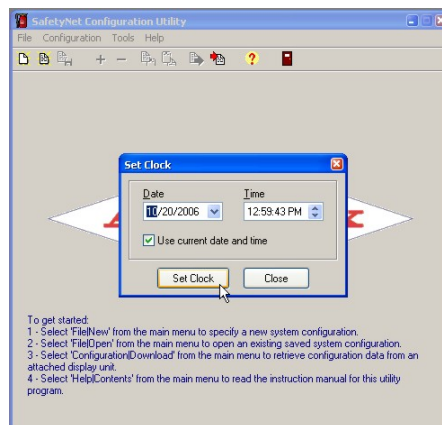 SafetyNet Configuration Utility
File Configuration Tools Help
Set Clock
Date Time
10/20/2006 12:59:43 PM
Use current date and time
Set Clock Close
To get started:
1 - Select 'File|New' from the main menu to specify a new system configuration.
2 - Select 'File|Open' from the main menu to open an existing saved system configuration.
3 - Select 'Configuration|Download' from the main menu to retrieve configuration data from an
attached display unit.
4 - Select 'Help|Contents' from the main menu to read the instruction manual for this utility
program.